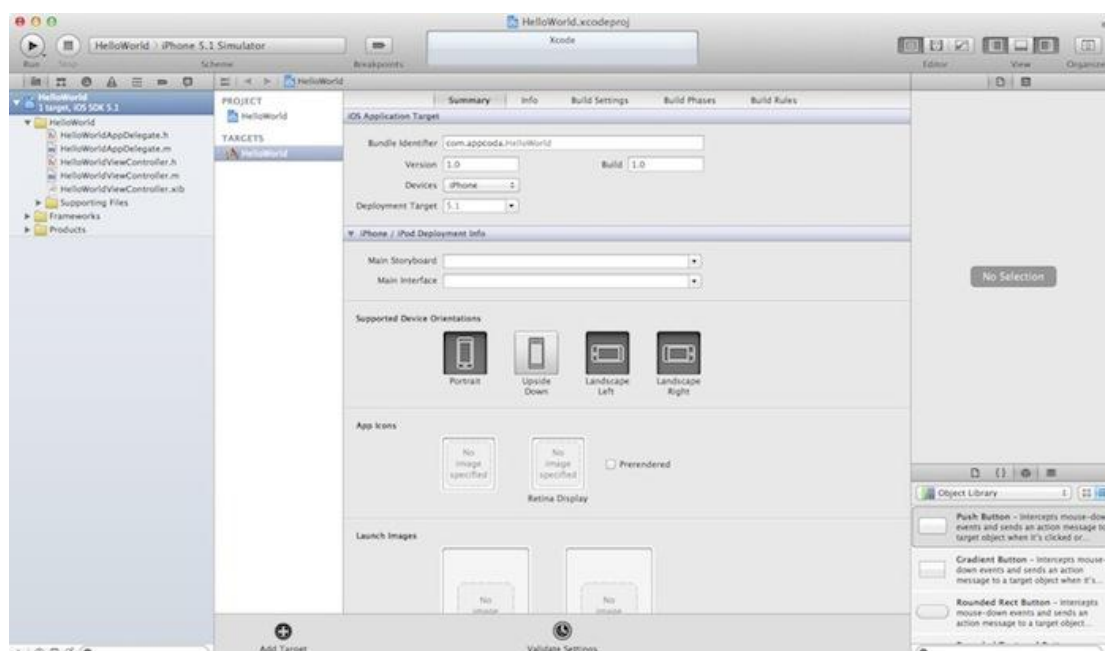 HelloWorld.xcodeproj
HelloWorld iPhone 5.1 Simulator
Xcode
Run Stop Scheme Breakpoints Editor View Organizer
HelloWorld
HelloWorld
1 target, iOS SDK 5.1
HelloWorld
HelloWorldAppDelegate.h
HelloWorldAppDelegate.m
HelloWorldViewController.h
HelloWorldViewController.m
HelloWorldViewController.xib
Supporting Files
Frameworks
Products
PROJECT
HelloWorld
TARGETS
HelloWorld
Summary Info Build Settings Build Phases Build Rules
iOS Application Target
Bundle Identifier com.appcoda.HelloWorld
Version 1.0 Build 1.0
Devices iPhone
Deployment Target 5.1
iPhone / iPod Deployment Info
Main Storyboard
Main Interface
Supported Device Orientations
Portrait
Upside
Down
Landscape
Left
Landscape
Right
App Icons
No
image
specified
No
image
specified
Prerendered
Retina Display
Launch Images
No
image
No
image
Add Target
Validate Settings
No Selection
{}
Object Library
Push Button - Intercepts mouse-dow
events and sends an action message to
target object when it's clicked or...
Gradient Button - Intercepts mouse-
down events and sends an action
message to a target object when it's...
Rounded Rect Button - Intercepts
mouse-down events and sends an
action message to a target object...